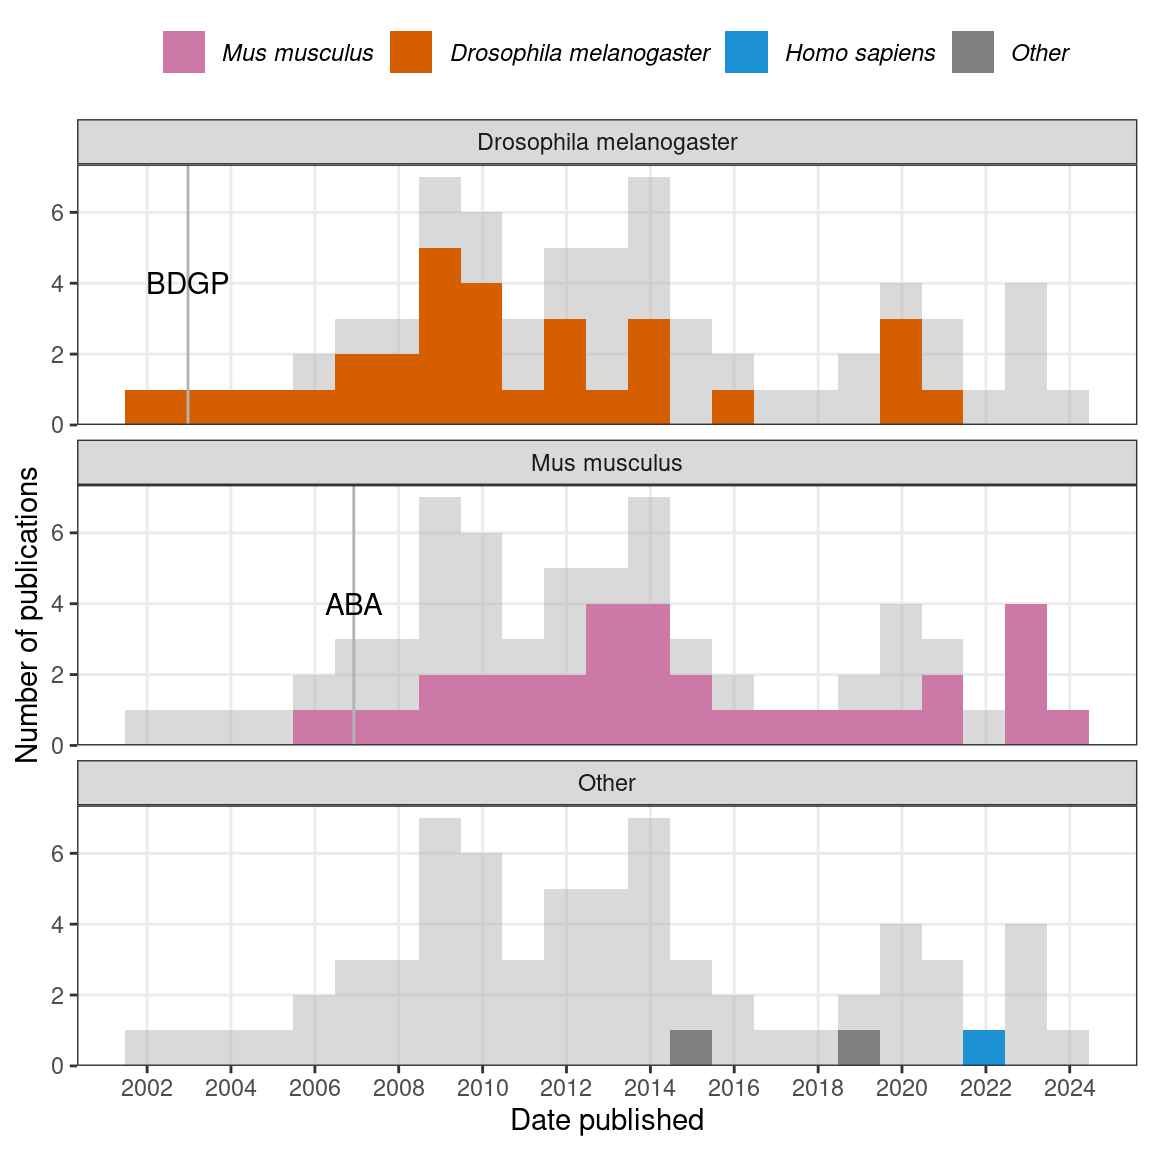 Mus musculus Drosophila melanogaster Homo sapiens Other
Drosophila melanogaster
6
4
2
0
BDGP
Mus musculus
6
4
2
0
ABA
Number of publications
Other
6
4
2
0
2002 2004 2006 2008 2010 2012 2014 2016 2018 2020 2022 2024
Date published